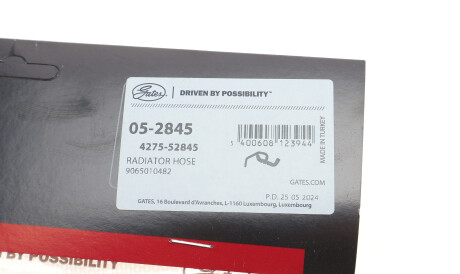 Gates
DRIVEN BY POSSIBILITY™
05-2845
4275-52845
RADIATOR HOSE
9065010482
5 400608 123944
MADE IN TURKEY
GATES.COM
P.D. 25 05 2024
GATES, 16 Boulevard d'Avranches, L-1160 Luxembourg, Luxembourg
N BY POSSIBILITY